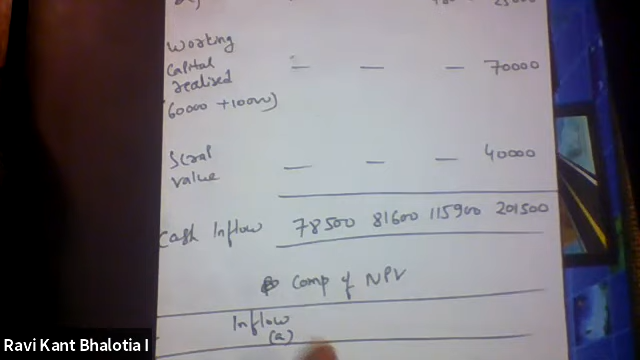 Working
Capital
realised — — — 70000
(60000 + 10000)
Scrap
value — — — 40000
Cash Inflow 78500 81600 115900 201500
Comp of NPV
Inflow
(a)
Ravi Kant Bhalotia I